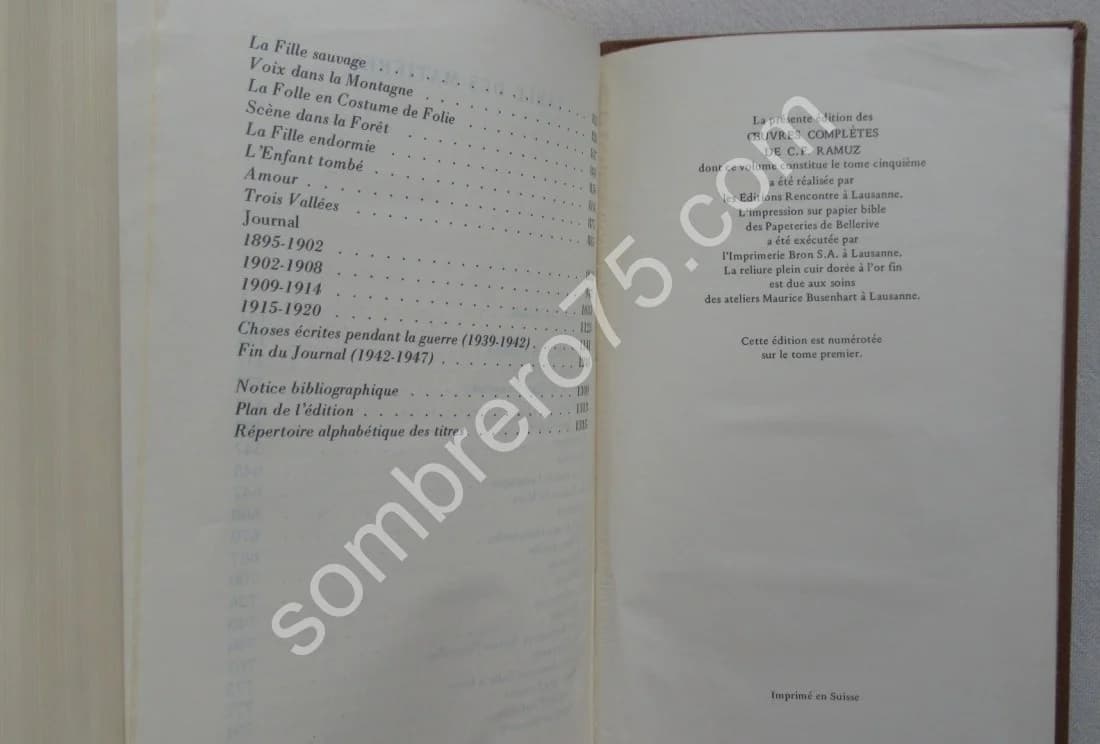 La Fille sauvage . . . . . . . . . . . . .
Voix dans la Montagne . . . . . . . . . .
La Folle en Costume de Folie . . . . . . .
Scène dans la Forêt . . . . . . . . . . .
La Fille endormie . . . . . . . . . . . .
L'Enfant tombé . . . . . . . . . . . . .
Amour . . . . . . . . . . . . . . . . .
Trois Vallées . . . . . . . . . . . . . .
Journal
1895-1902 . . . . . . . . . . . . . . .
1902-1908 . . . . . . . . . . . . . . .
1909-1914 . . . . . . . . . . . . . . .
1915-1920 . . . . . . . . . . . . . . .
Choses écrites pendant la guerre (1939-1942) . . . .
Fin du Journal (1942-1947) . . . . . . . . .
Notice bibliographique . . . . . . . . . . .
Plan de l'édition . . . . . . . . . . . . . 1313
Répertoire alphabétique des titres . . . . . . . 1315
La présente édition des
ŒUVRES COMPLÈTES
DE C.F. RAMUZ
dont ce volume constitue le tome cinquième
a été réalisée par
les Éditions Rencontre à Lausanne.
L'impression sur papier bible
des Papeteries de Bellerive
a été exécutée par
l'Imprimerie Bron S.A. à Lausanne.
La reliure plein cuir dorée à l'or fin
est due aux soins
des ateliers Maurice Busenhart à Lausanne.
Cette édition est numérotée
sur le tome premier.
Imprimé en Suisse
sombrero75.com